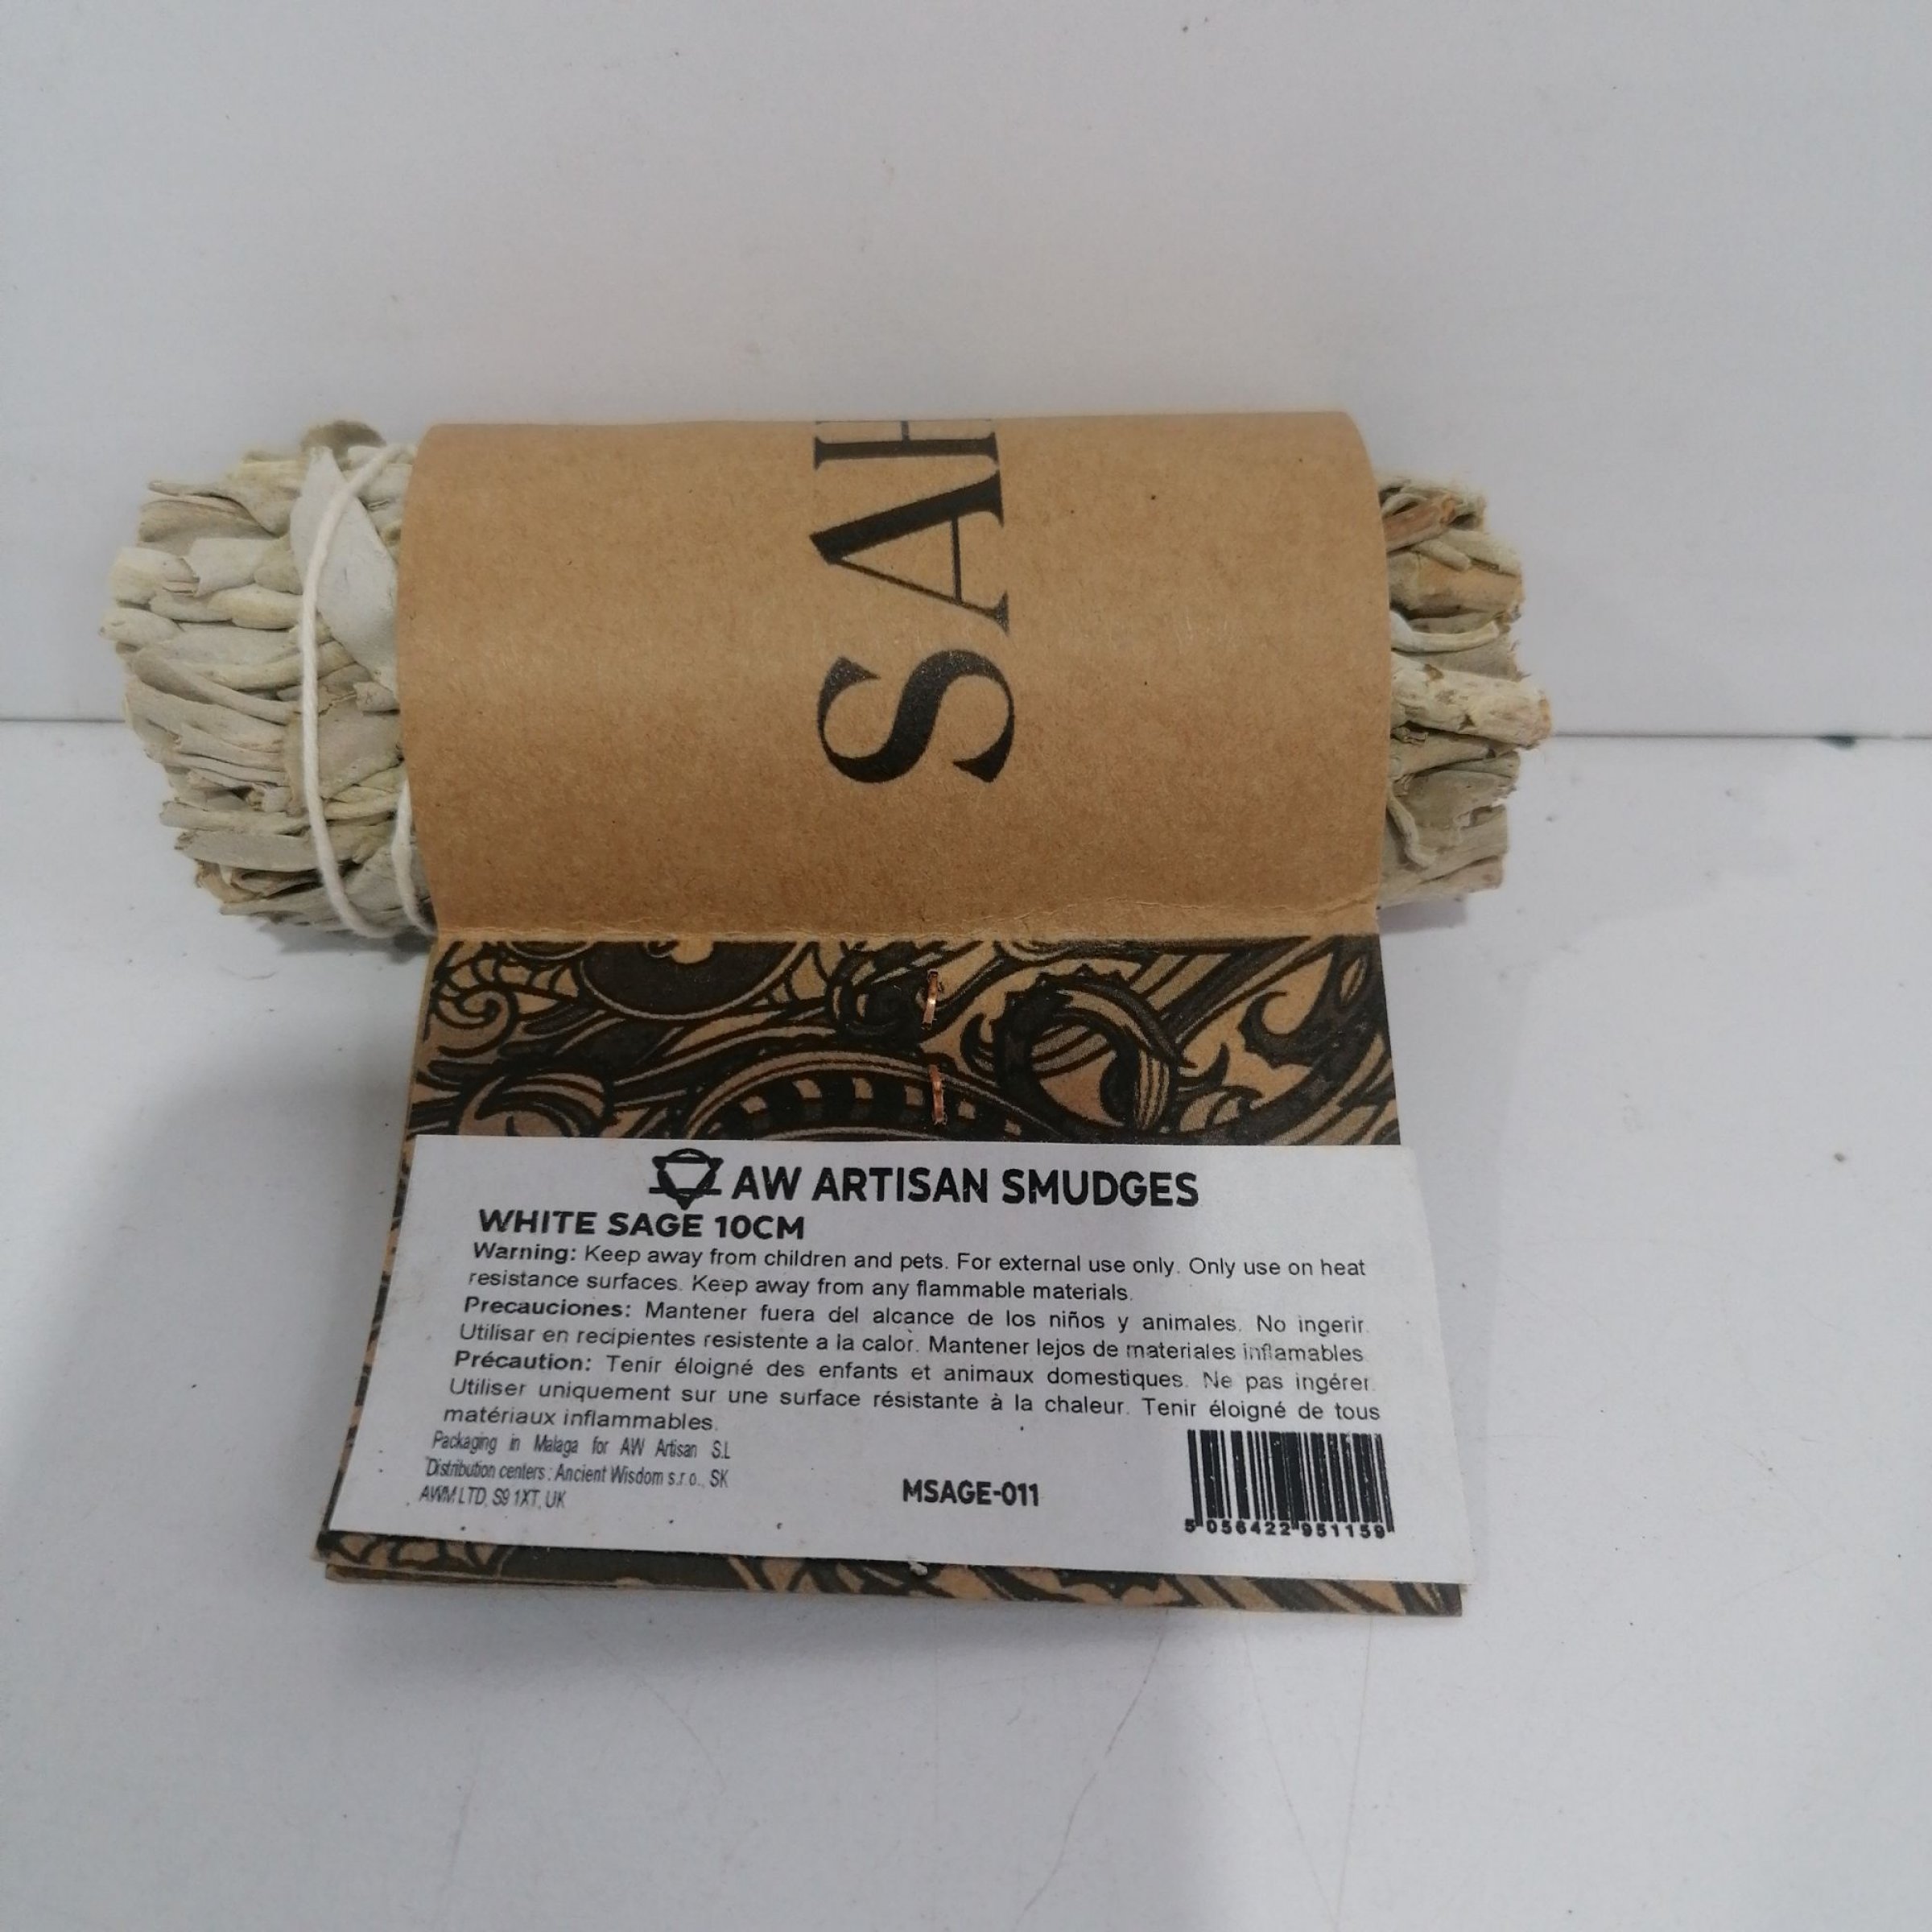 SAH
AW ARTISAN SMUDGES
WHITE SAGE 10CM
Warning: Keep away from children and pets. For external use only. Only use on heat
resistance surfaces. Keep away from any flammable materials.
Precauciones: Mantener fuera del alcance de los niños y animales. No ingerir.
Utilisar en recipientes resistente a la calor. Mantener lejos de materiales inflamables
Précaution: Tenir éloigné des enfants et animaux domestiques. Ne pas ingérer.
Utiliser uniquement sur une surface résistante à la chaleur. Tenir éloigné de tous
matériaux inflammables.
Packaging in Malaga for AW Artisan S.L
Distribution centers: Ancient Wisdom s.r.o., SK
AWM LTD, S9 1XT, UK
MSAGE-011
5 056422 951159